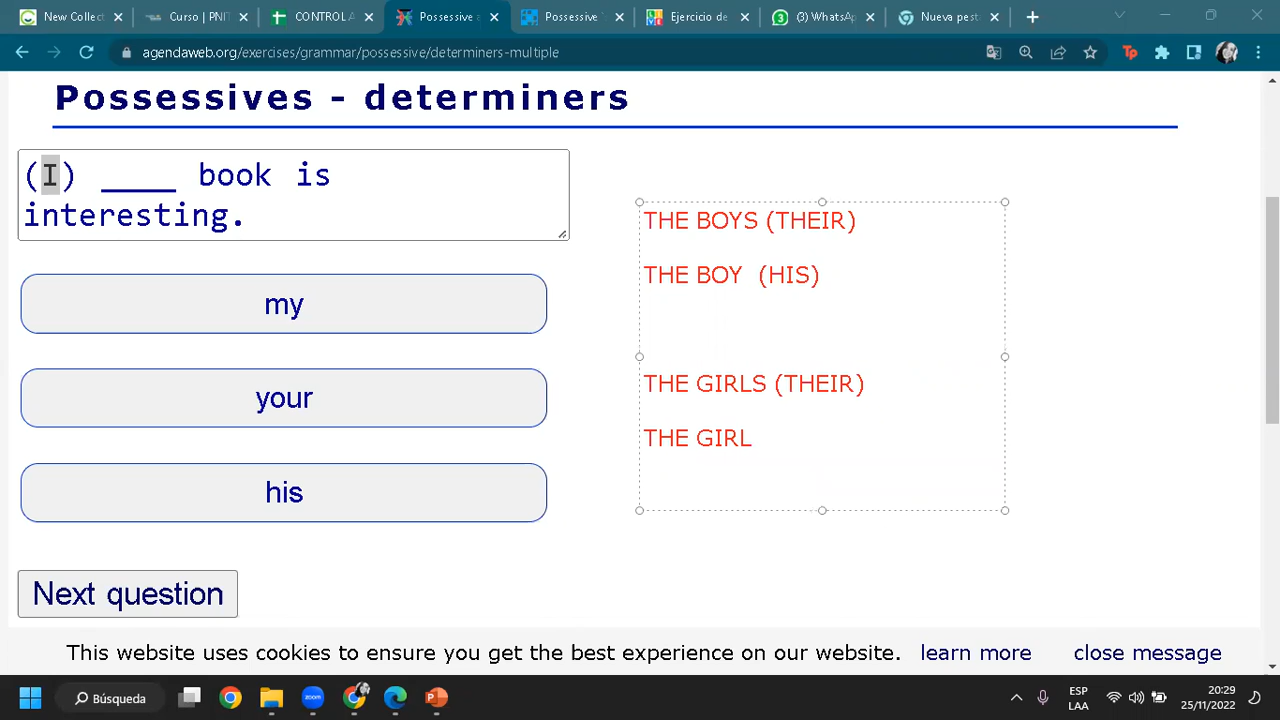 New Collect
Curso | PNIT
CONTROL A
Possessive a
Possessive
Ejercicio de
(3) WhatsAp
Nueva pest
agendaweb.org/exercises/grammar/possessive/determiners-multiple
Possessives - determiners
(I) ____ book is
interesting.
my
your
his
Next question
THE BOYS (THEIR)
THE BOY (HIS)
THE GIRLS (THEIR)
THE GIRL
This website uses cookies to ensure you get the best experience on our website. learn more close message
Búsqueda
zoom
ESP
LAA
20:29
25/11/2022